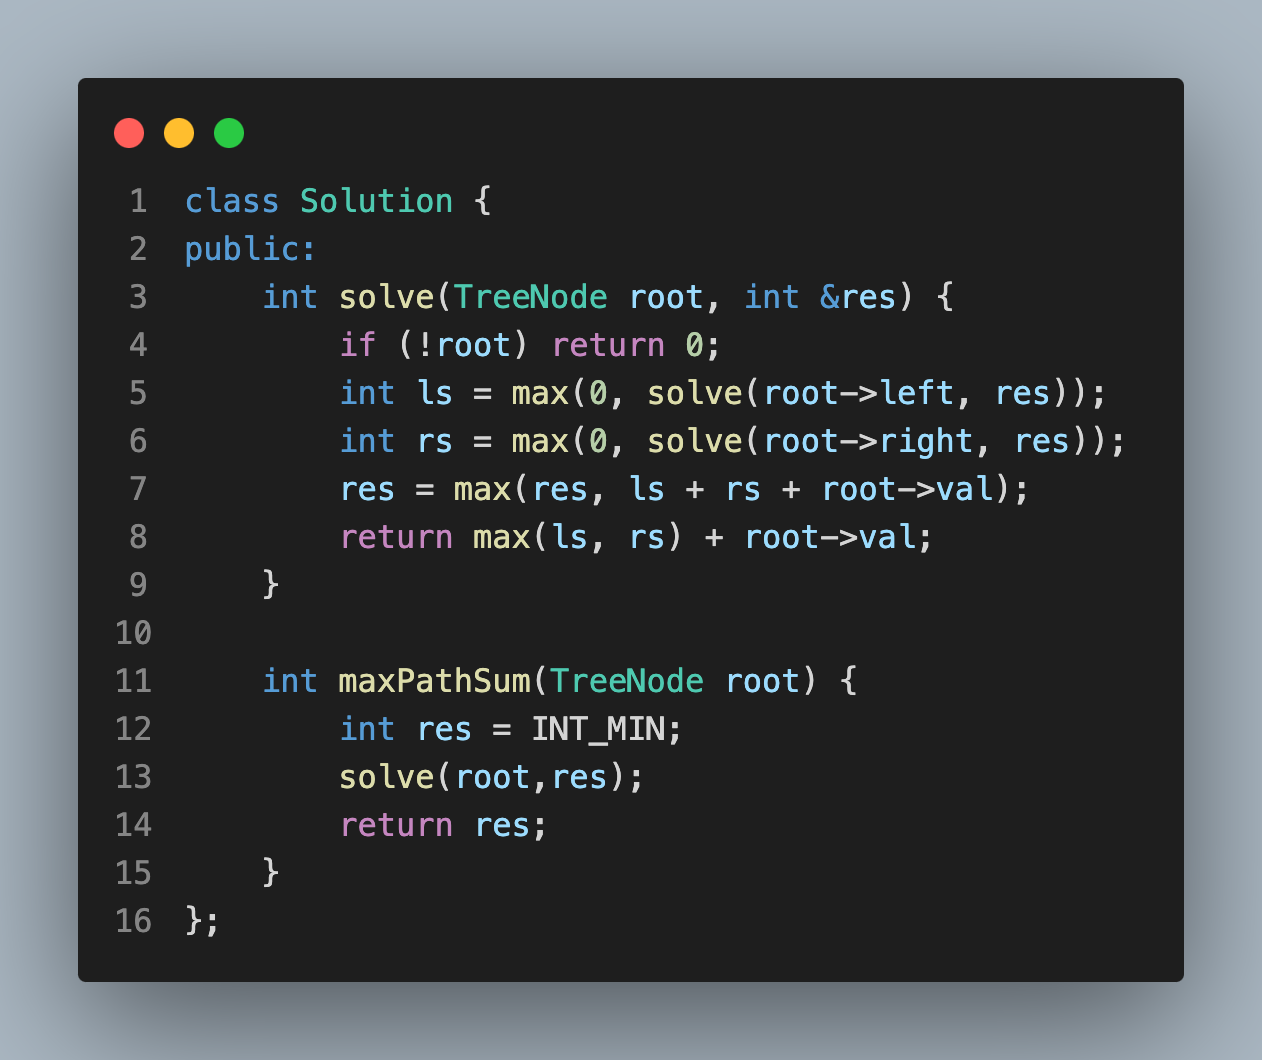 1 class Solution {
2 public:
3     int solve(TreeNode root, int &res) {
4         if (!root) return 0;
5         int ls = max(0, solve(root->left, res));
6         int rs = max(0, solve(root->right, res));
7         res = max(res, ls + rs + root->val);
8         return max(ls, rs) + root->val;
9     }
10
11     int maxPathSum(TreeNode root) {
12         int res = INT_MIN;
13         solve(root,res);
14         return res;
15     }
16 };